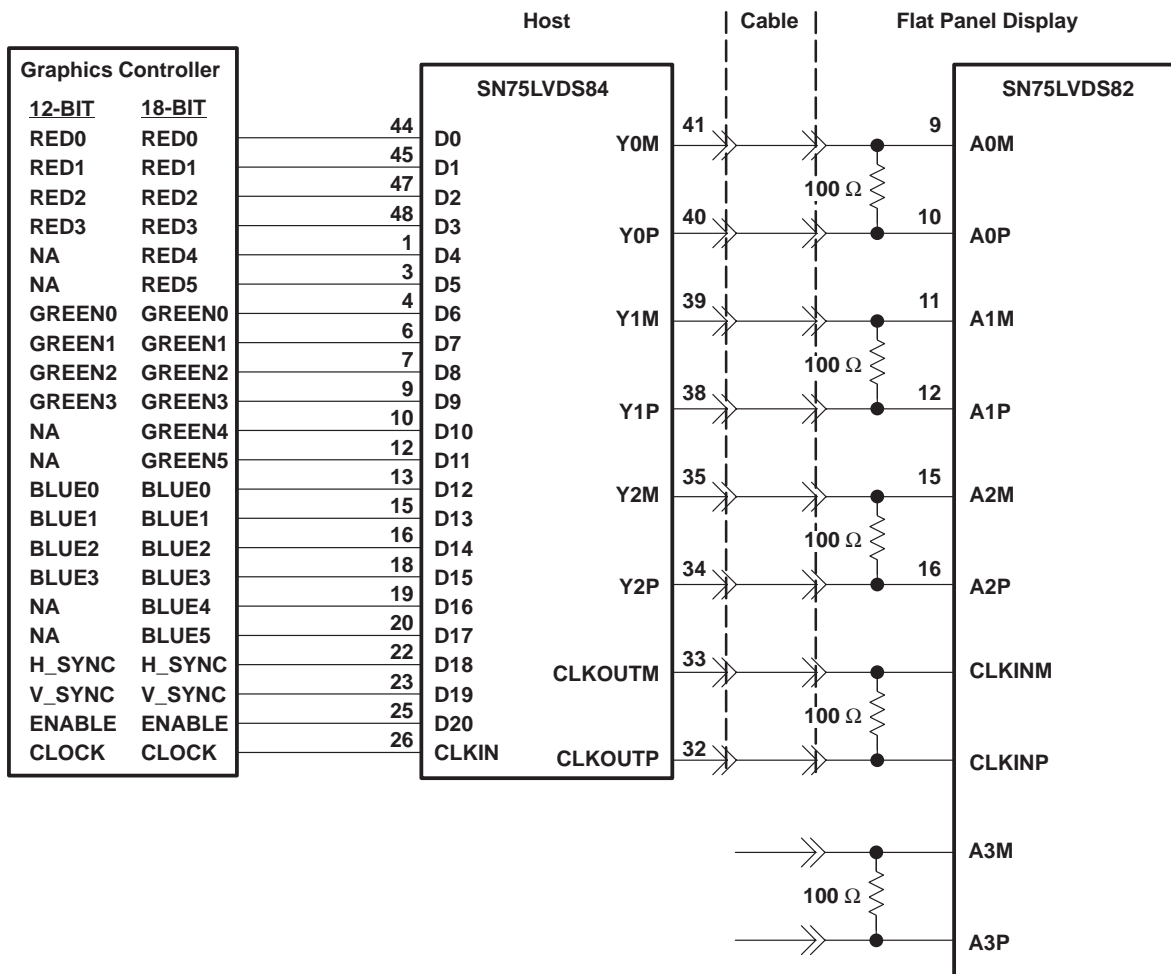 Host Cable Flat Panel Display
Graphics Controller
12-BIT 18-BIT
SN75LVDS84
SN75LVDS82
RED0 RED0 44 D0
RED1 RED1 45 D1
RED2 RED2 47 D2
RED3 RED3 48 D3
NA RED4 1 D4
NA RED5 3 D5
GREEN0 GREEN0 4 D6
GREEN1 GREEN1 6 D7
GREEN2 GREEN2 7 D8
GREEN3 GREEN3 9 D9
NA GREEN4 10 D10
NA GREEN5 12 D11
BLUE0 BLUE0 13 D12
BLUE1 BLUE1 15 D13
BLUE2 BLUE2 16 D14
BLUE3 BLUE3 18 D15
NA BLUE4 19 D16
NA BLUE5 20 D17
H_SYNC H_SYNC 22 D18
V_SYNC V_SYNC 23 D19
ENABLE ENABLE 25 D20
CLOCK CLOCK 26 CLKIN
Y0M 41 9 A0M
100 Ω
Y0P 40 10 A0P
Y1M 39 11 A1M
100 Ω
Y1P 38 12 A1P
Y2M 35 15 A2M
100 Ω
Y2P 34 16 A2P
CLKOUTM 33 CLKINM
100 Ω
CLKOUTP 32 CLKINP
A3M
100 Ω
A3P